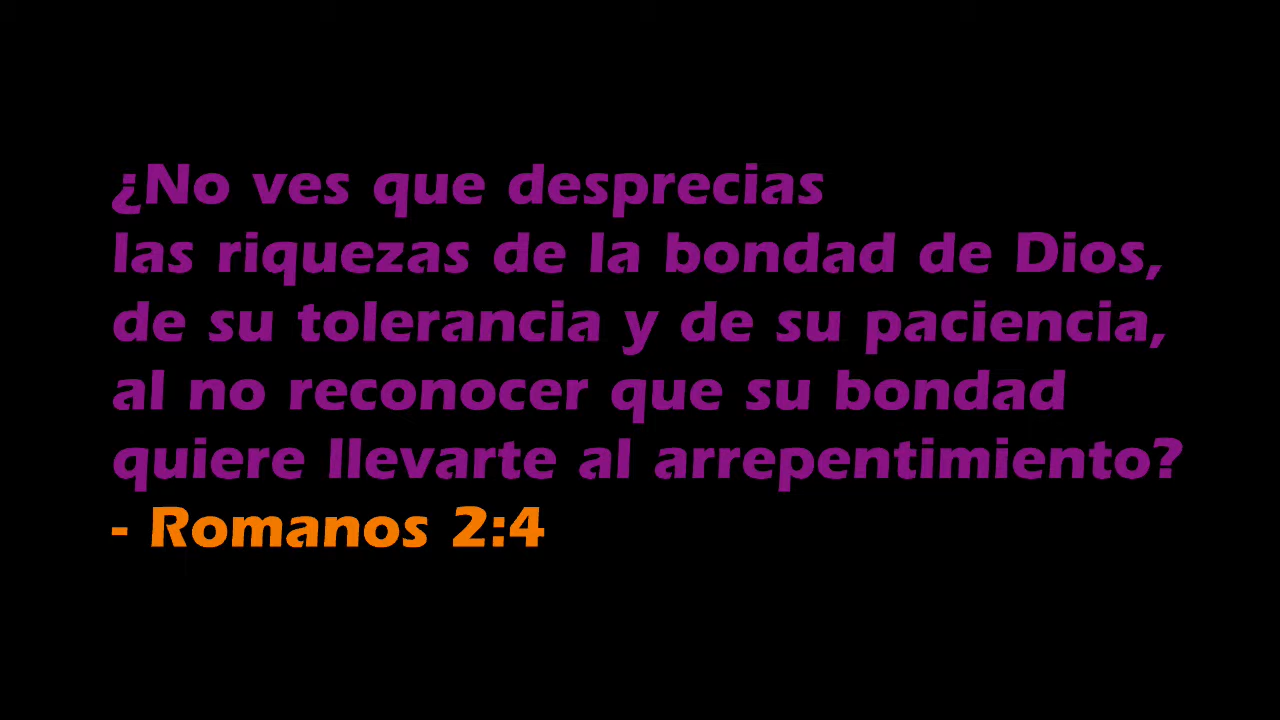 ¿No ves que desprecias
las riquezas de la bondad de Dios,
de su tolerancia y de su paciencia,
al no reconocer que su bondad
quiere llevarte al arrepentimiento?
- Romanos 2:4